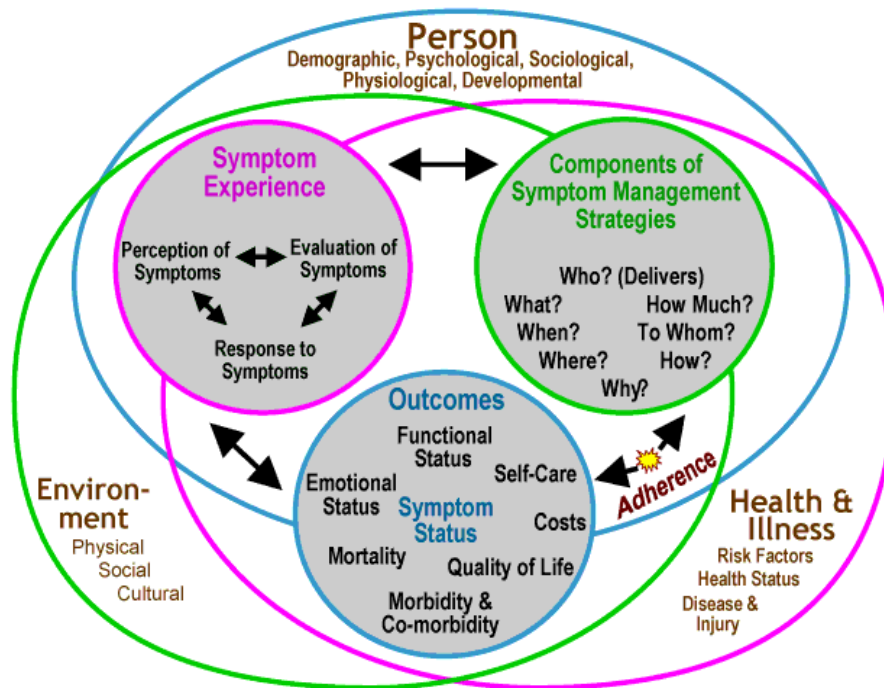 Person
Demographic, Psychological, Sociological,
Physiological, Developmental
Symptom
Experience
Perception of
Symptoms
Evaluation of
Symptoms
Response to
Symptoms
Components of
Symptom Management
Strategies
Who? (Delivers)
What?
How Much?
When?
To Whom?
Where?
How?
Why?
Outcomes
Functional
Status
Emotional
Status
Self-Care
Symptom
Status
Costs
Mortality
Quality of Life
Morbidity &
Co-morbidity
Adherence
Environ-
ment
Physical
Social
Cultural
Health &
Illness
Risk Factors
Health Status
Disease &
Injury